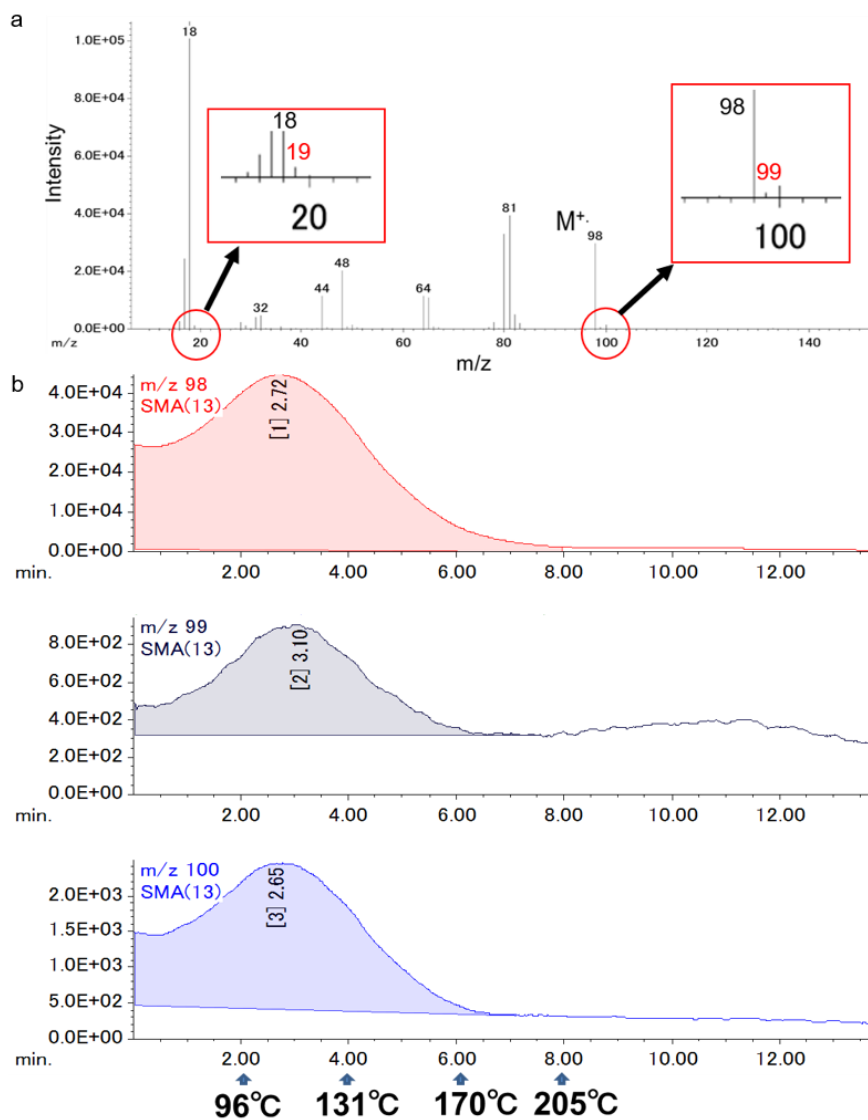 a
1.0E+05
8.0E+04
6.0E+04
4.0E+04
2.0E+04
0.0E+00
Intensity
18
18
19
20
32
44
48
64
81
M+·
98
98
99
100
m/z 20 40 60 80 100 120 140
m/z
b
m/z 98
SMA(13)
[1] 2.72
4.0E+04
3.0E+04
2.0E+04
1.0E+04
0.0E+00
min. 2.00 4.00 6.00 8.00 10.00 12.00
m/z 99
SMA(13)
[2] 3.10
8.0E+02
6.0E+02
4.0E+02
2.0E+02
0.0E+00
min. 2.00 4.00 6.00 8.00 10.00 12.00
m/z 100
SMA(13)
[3] 2.65
2.0E+03
1.5E+03
1.0E+03
5.0E+02
0.0E+00
min. 2.00 4.00 6.00 8.00 10.00 12.00
96℃ 131℃ 170℃ 205℃